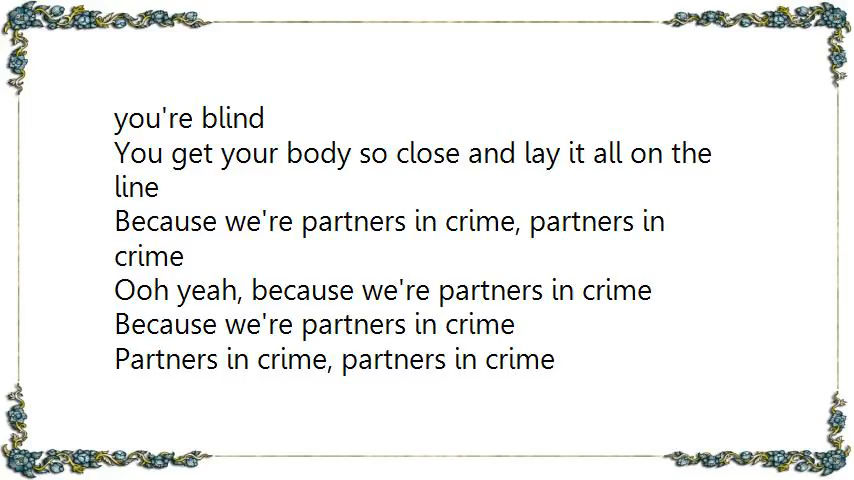 you're blind
You get your body so close and lay it all on the
line
Because we're partners in crime, partners in
crime
Ooh yeah, because we're partners in crime
Because we're partners in crime
Partners in crime, partners in crime